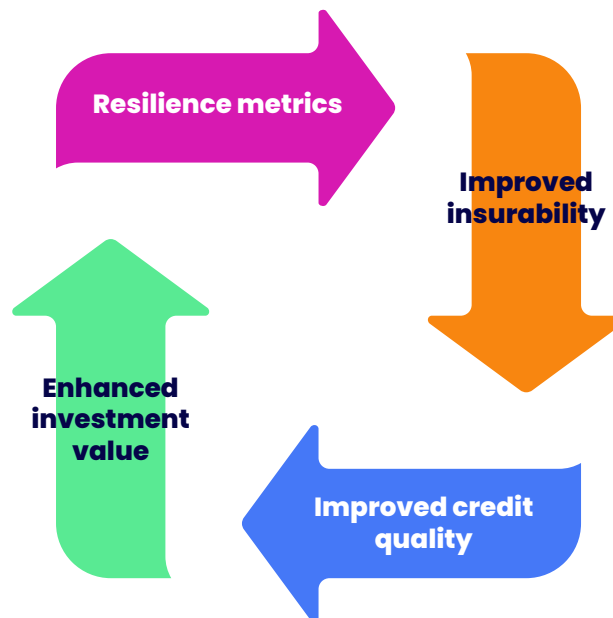 Resilience metrics
Improved
insurability
Improved credit
quality
Enhanced
investment
value